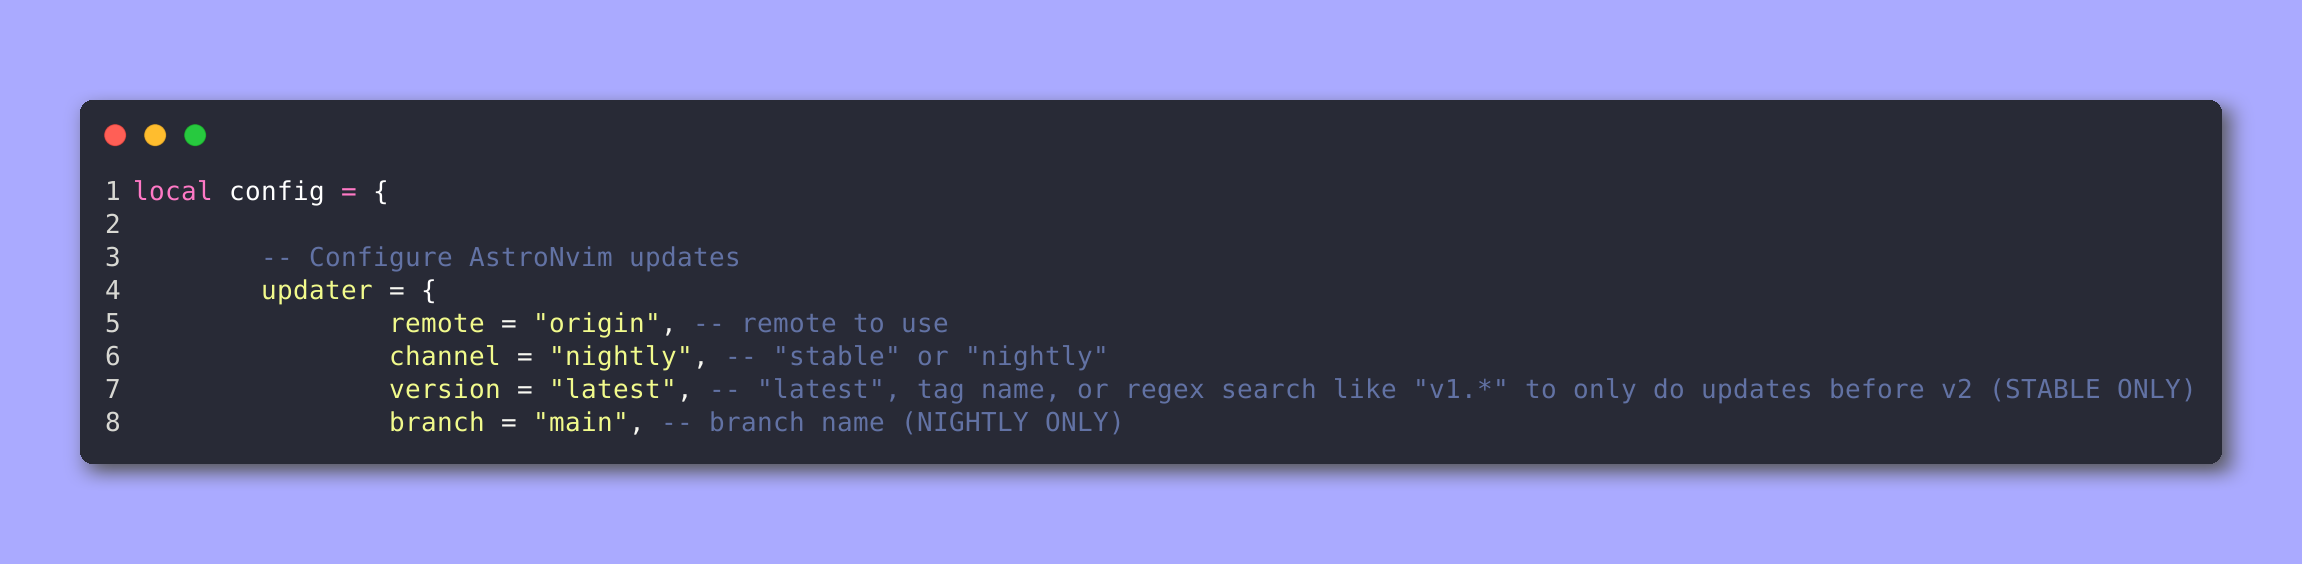 1 local config = {
2
3         -- Configure AstroNvim updates
4         updater = {
5                 remote = "origin", -- remote to use
6                 channel = "nightly", -- "stable" or "nightly"
7                 version = "latest", -- "latest", tag name, or regex search like "v1.*" to only do updates before v2 (STABLE ONLY)
8                 branch = "main", -- branch name (NIGHTLY ONLY)